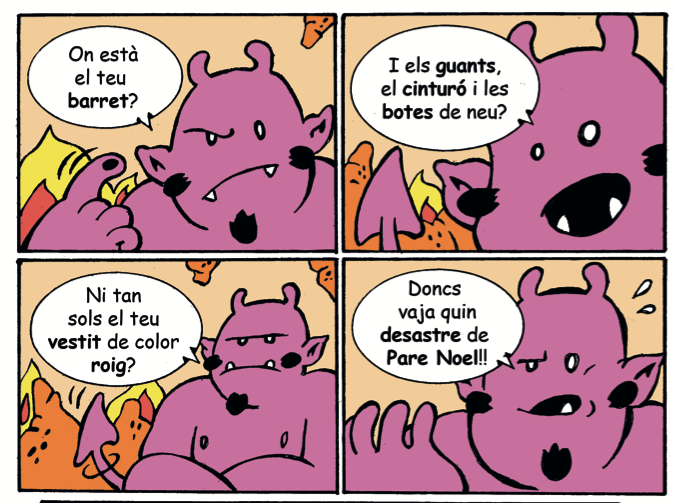 On està
el teu
barret?
I els guants,
el cinturó i les
botes de neu?
Ni tan
sols el teu
vestit de color
roig?
Doncs
vaja quin
desastre de
Pare Noel!!